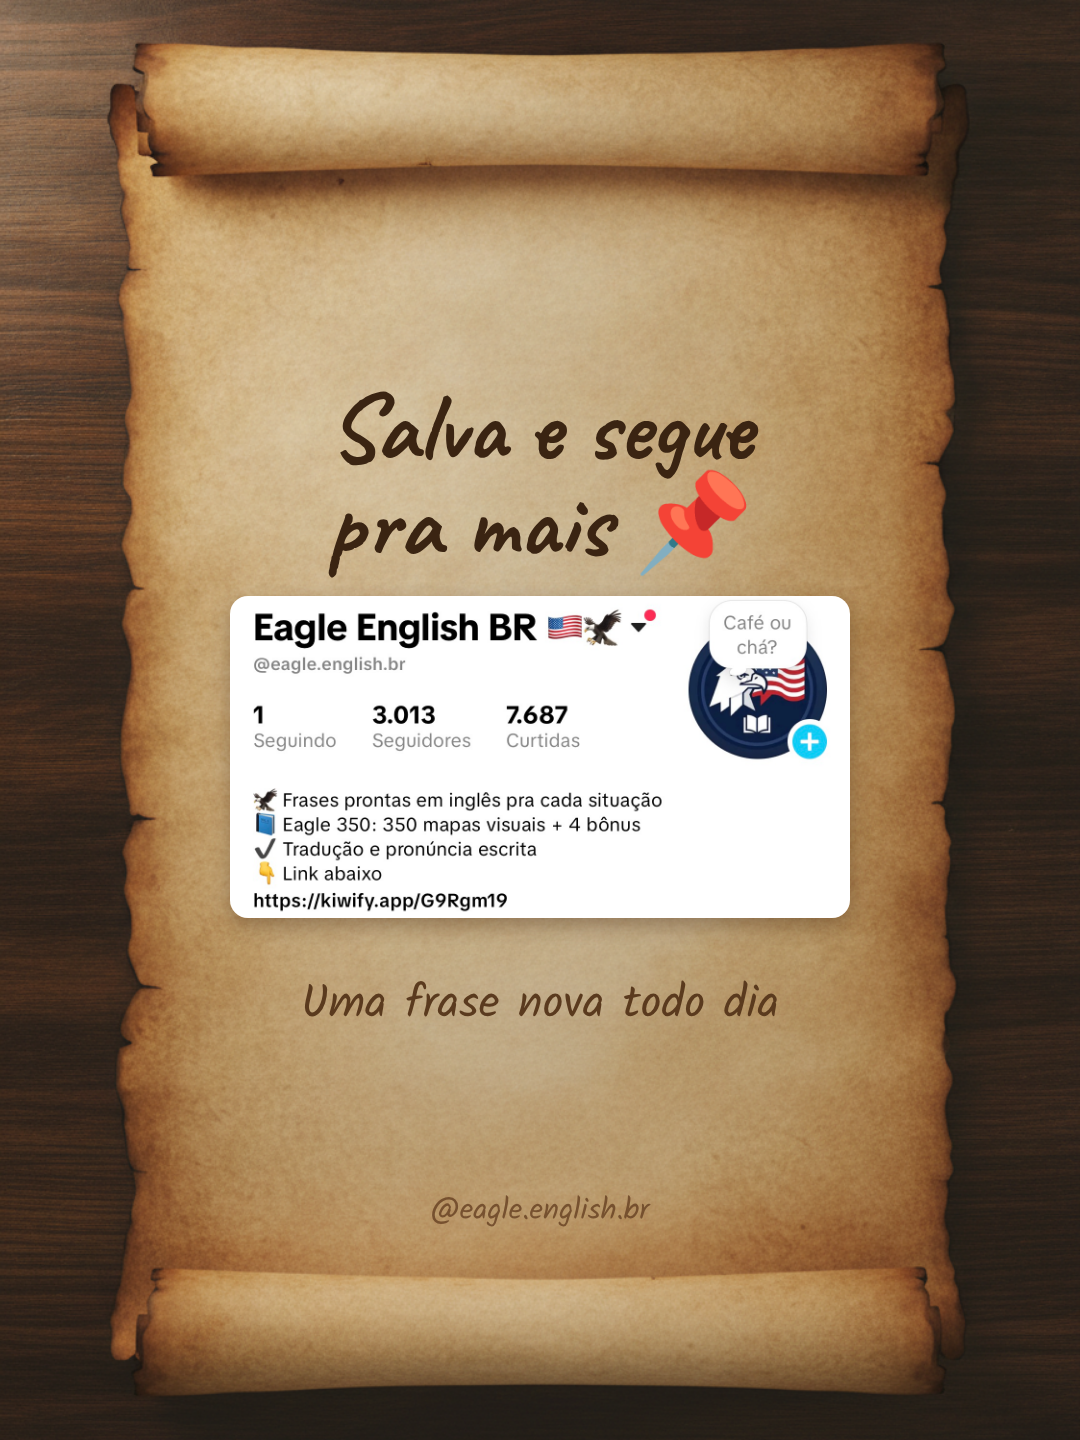 Salva e segue
pra mais 📌
Eagle English BR 🇺🇸🦅
Café ou
chá?
@eagle.english.br
1 3.013 7.687
Seguindo Seguidores Curtidas
🦅 Frases prontas em inglês pra cada situação
📘 Eagle 350: 350 mapas visuais + 4 bônus
✔️ Tradução e pronúncia escrita
👇 Link abaixo
https://kiwify.app/G9Rgm19
Uma frase nova todo dia
@eagle.english.br